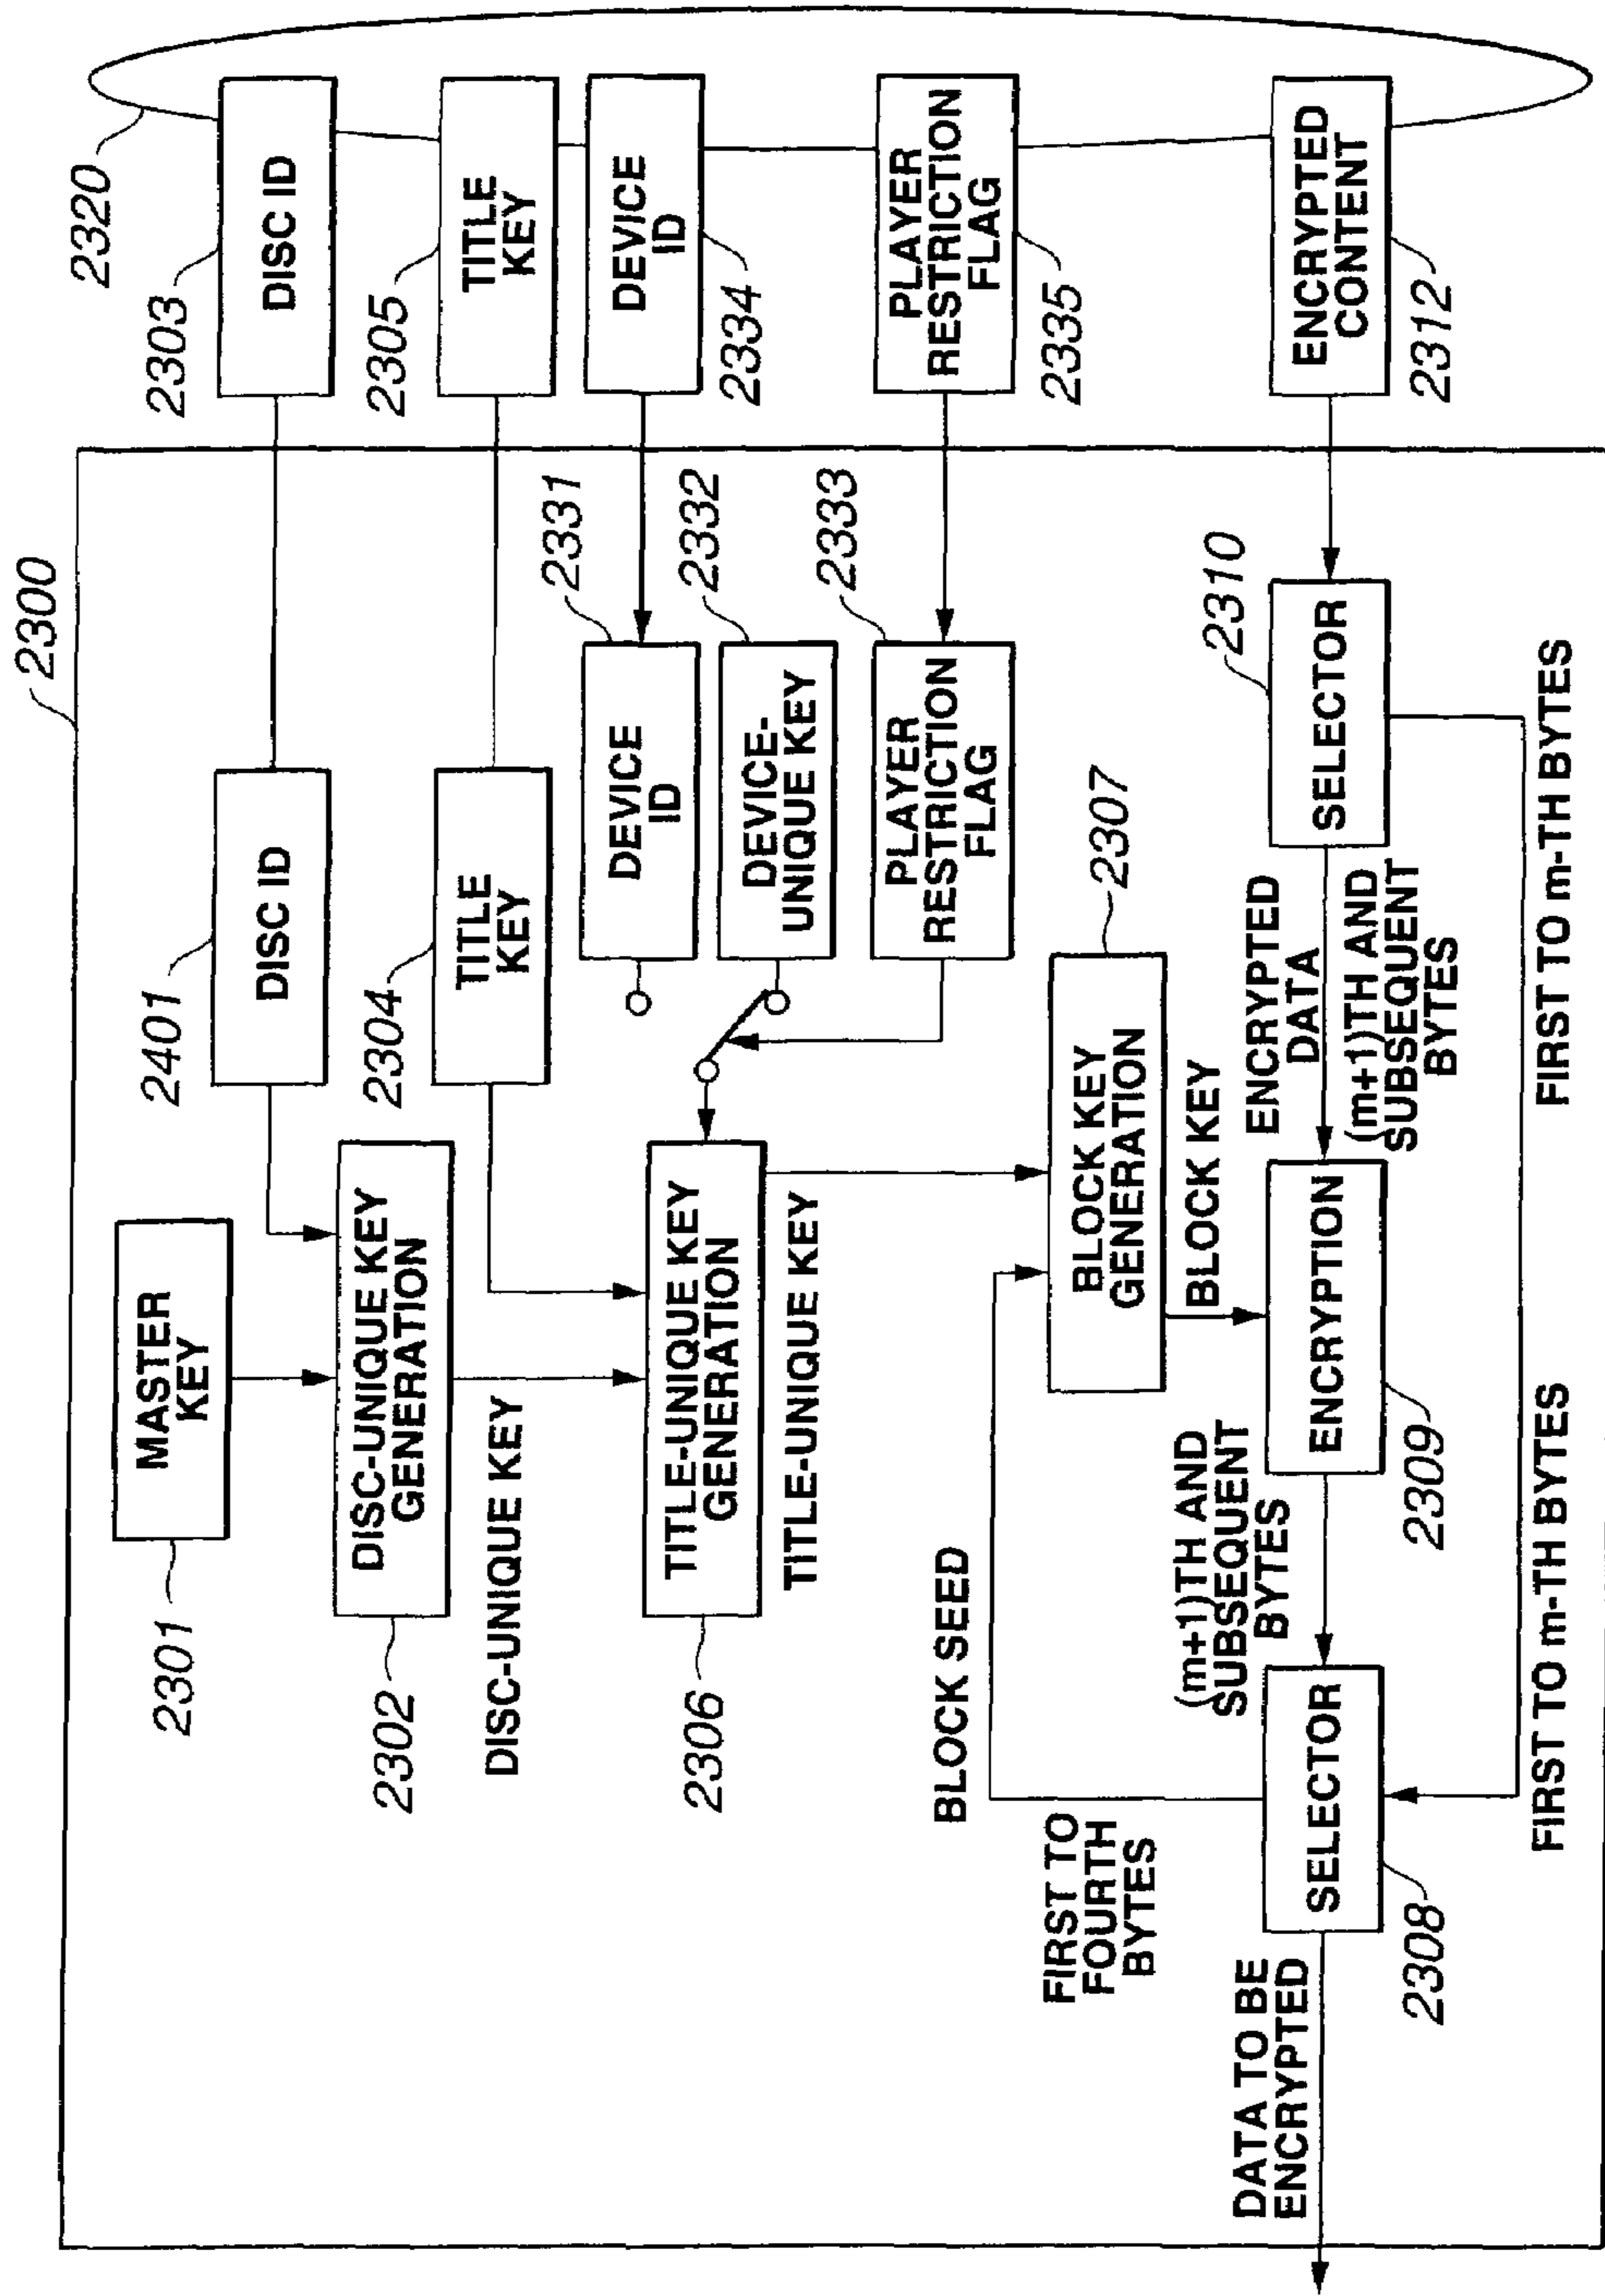 2300
2320
2301
MASTER
KEY
2401
DISC ID
2303
DISC ID
2302
DISC-UNIQUE KEY
GENERATION
DISC-UNIQUE KEY
2304
TITLE
KEY
2305
TITLE
KEY
2306
TITLE-UNIQUE KEY
GENERATION
TITLE-UNIQUE KEY
2331
DEVICE
ID
DEVICE
ID
2334
2332
DEVICE-
UNIQUE KEY
2333
PLAYER
RESTRICTION
FLAG
PLAYER
RESTRICTION
FLAG
2335
BLOCK SEED
FIRST TO
FOURTH
BYTES
2307
BLOCK KEY
GENERATION
BLOCK KEY
DATA TO BE
ENCRYPTED
SELECTOR
2308
(m+1)TH AND
SUBSEQUENT
BYTES
ENCRYPTION
2309
ENCRYPTED
DATA
(m+1)TH AND
SUBSEQUENT
BYTES
2310
SELECTOR
ENCRYPTED
CONTENT
2312
FIRST TO m-TH BYTES
FIRST TO m-TH BYTES